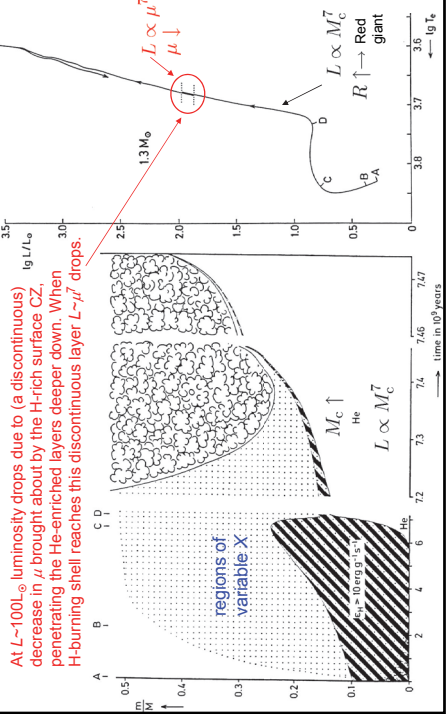 At L~100L☉ luminosity drops due to (a discontinuous)
decrease in μ brought about by the H-rich surface CZ,
penetrating the He-enriched layers deeper down. When
H-burning shell reaches this discontinuous layer L~μ⁷ drops.
L ∝ μ⁷
μ ↓
L ∝ M_c⁷
R ↑→ Red
giant
1.3 M☉
lg L/L☉
3.5
3.0
2.5
2.0
1.5
1.0
0.5
0
3.6
3.7
3.8
← lg Te
A
B
C
D
m/M
0.5
0.4
0.3
0.2
0.1
0
A
B
C D
regions of
variable X
ε_H > 10 erg g⁻¹ s⁻¹
He
M_c ↑
He
L ∝ M_c⁷
2
4
6
7.2
7.3
7.4
7.46
7.47
→ time in 10⁹ years